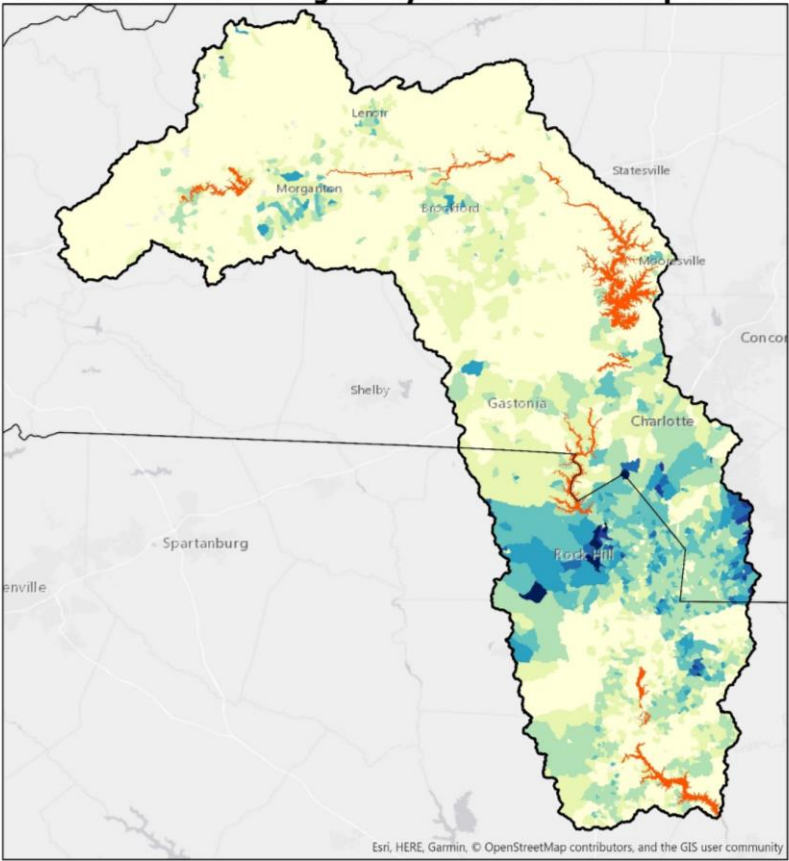 Lenoir
Statesville
Morganton
Brookford
Mooresville
Concor
Shelby
Gastonia
Charlotte
Spartanburg
Rock Hill
enville
Esri, HERE, Garmin, © OpenStreetMap contributors, and the GIS user community